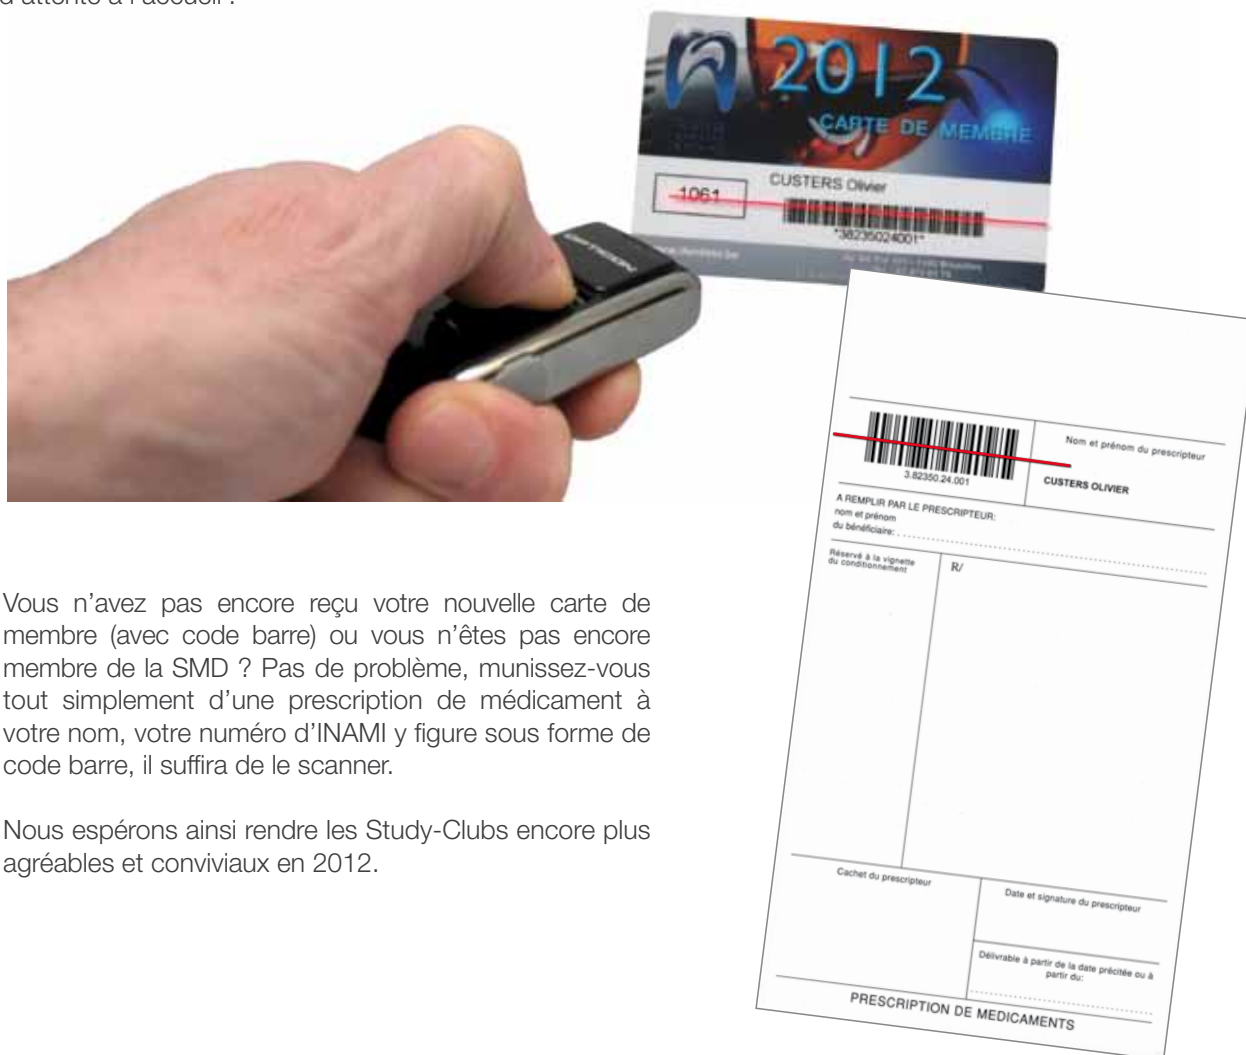 d'attente à l'accueil !
2012
CARTE DE MEMBRE
1061
CUSTERS Olivier
*38235024001*
OPTICON
Nom et prénom du prescripteur
3.82350.24.001
CUSTERS OLIVIER
A REMPLIR PAR LE PRESCRIPTEUR:
nom et prénom
du bénéficiaire:
Réservé à la vignette
du conditionnement
R/
Cachet du prescripteur
Date et signature du prescripteur
Délivrable à partir de la date précitée ou à
partir du:
PRESCRIPTION DE MEDICAMENTS
Vous n'avez pas encore reçu votre nouvelle carte de
membre (avec code barre) ou vous n'êtes pas encore
membre de la SMD ? Pas de problème, munissez-vous
tout simplement d'une prescription de médicament à
votre nom, votre numéro d'INAMI y figure sous forme de
code barre, il suffira de le scanner.
Nous espérons ainsi rendre les Study-Clubs encore plus
agréables et conviviaux en 2012.